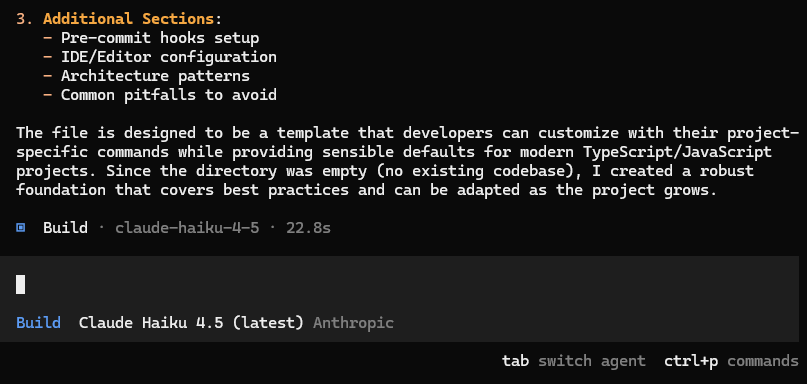 3. Additional Sections:
– Pre-commit hooks setup
– IDE/Editor configuration
– Architecture patterns
– Common pitfalls to avoid
The file is designed to be a template that developers can customize with their project-
specific commands while providing sensible defaults for modern TypeScript/JavaScript
projects. Since the directory was empty (no existing codebase), I created a robust
foundation that covers best practices and can be adapted as the project grows.
Build · claude-haiku-4-5 · 22.8s
Build Claude Haiku 4.5 (latest) Anthropic
tab switch agent ctrl+p commands